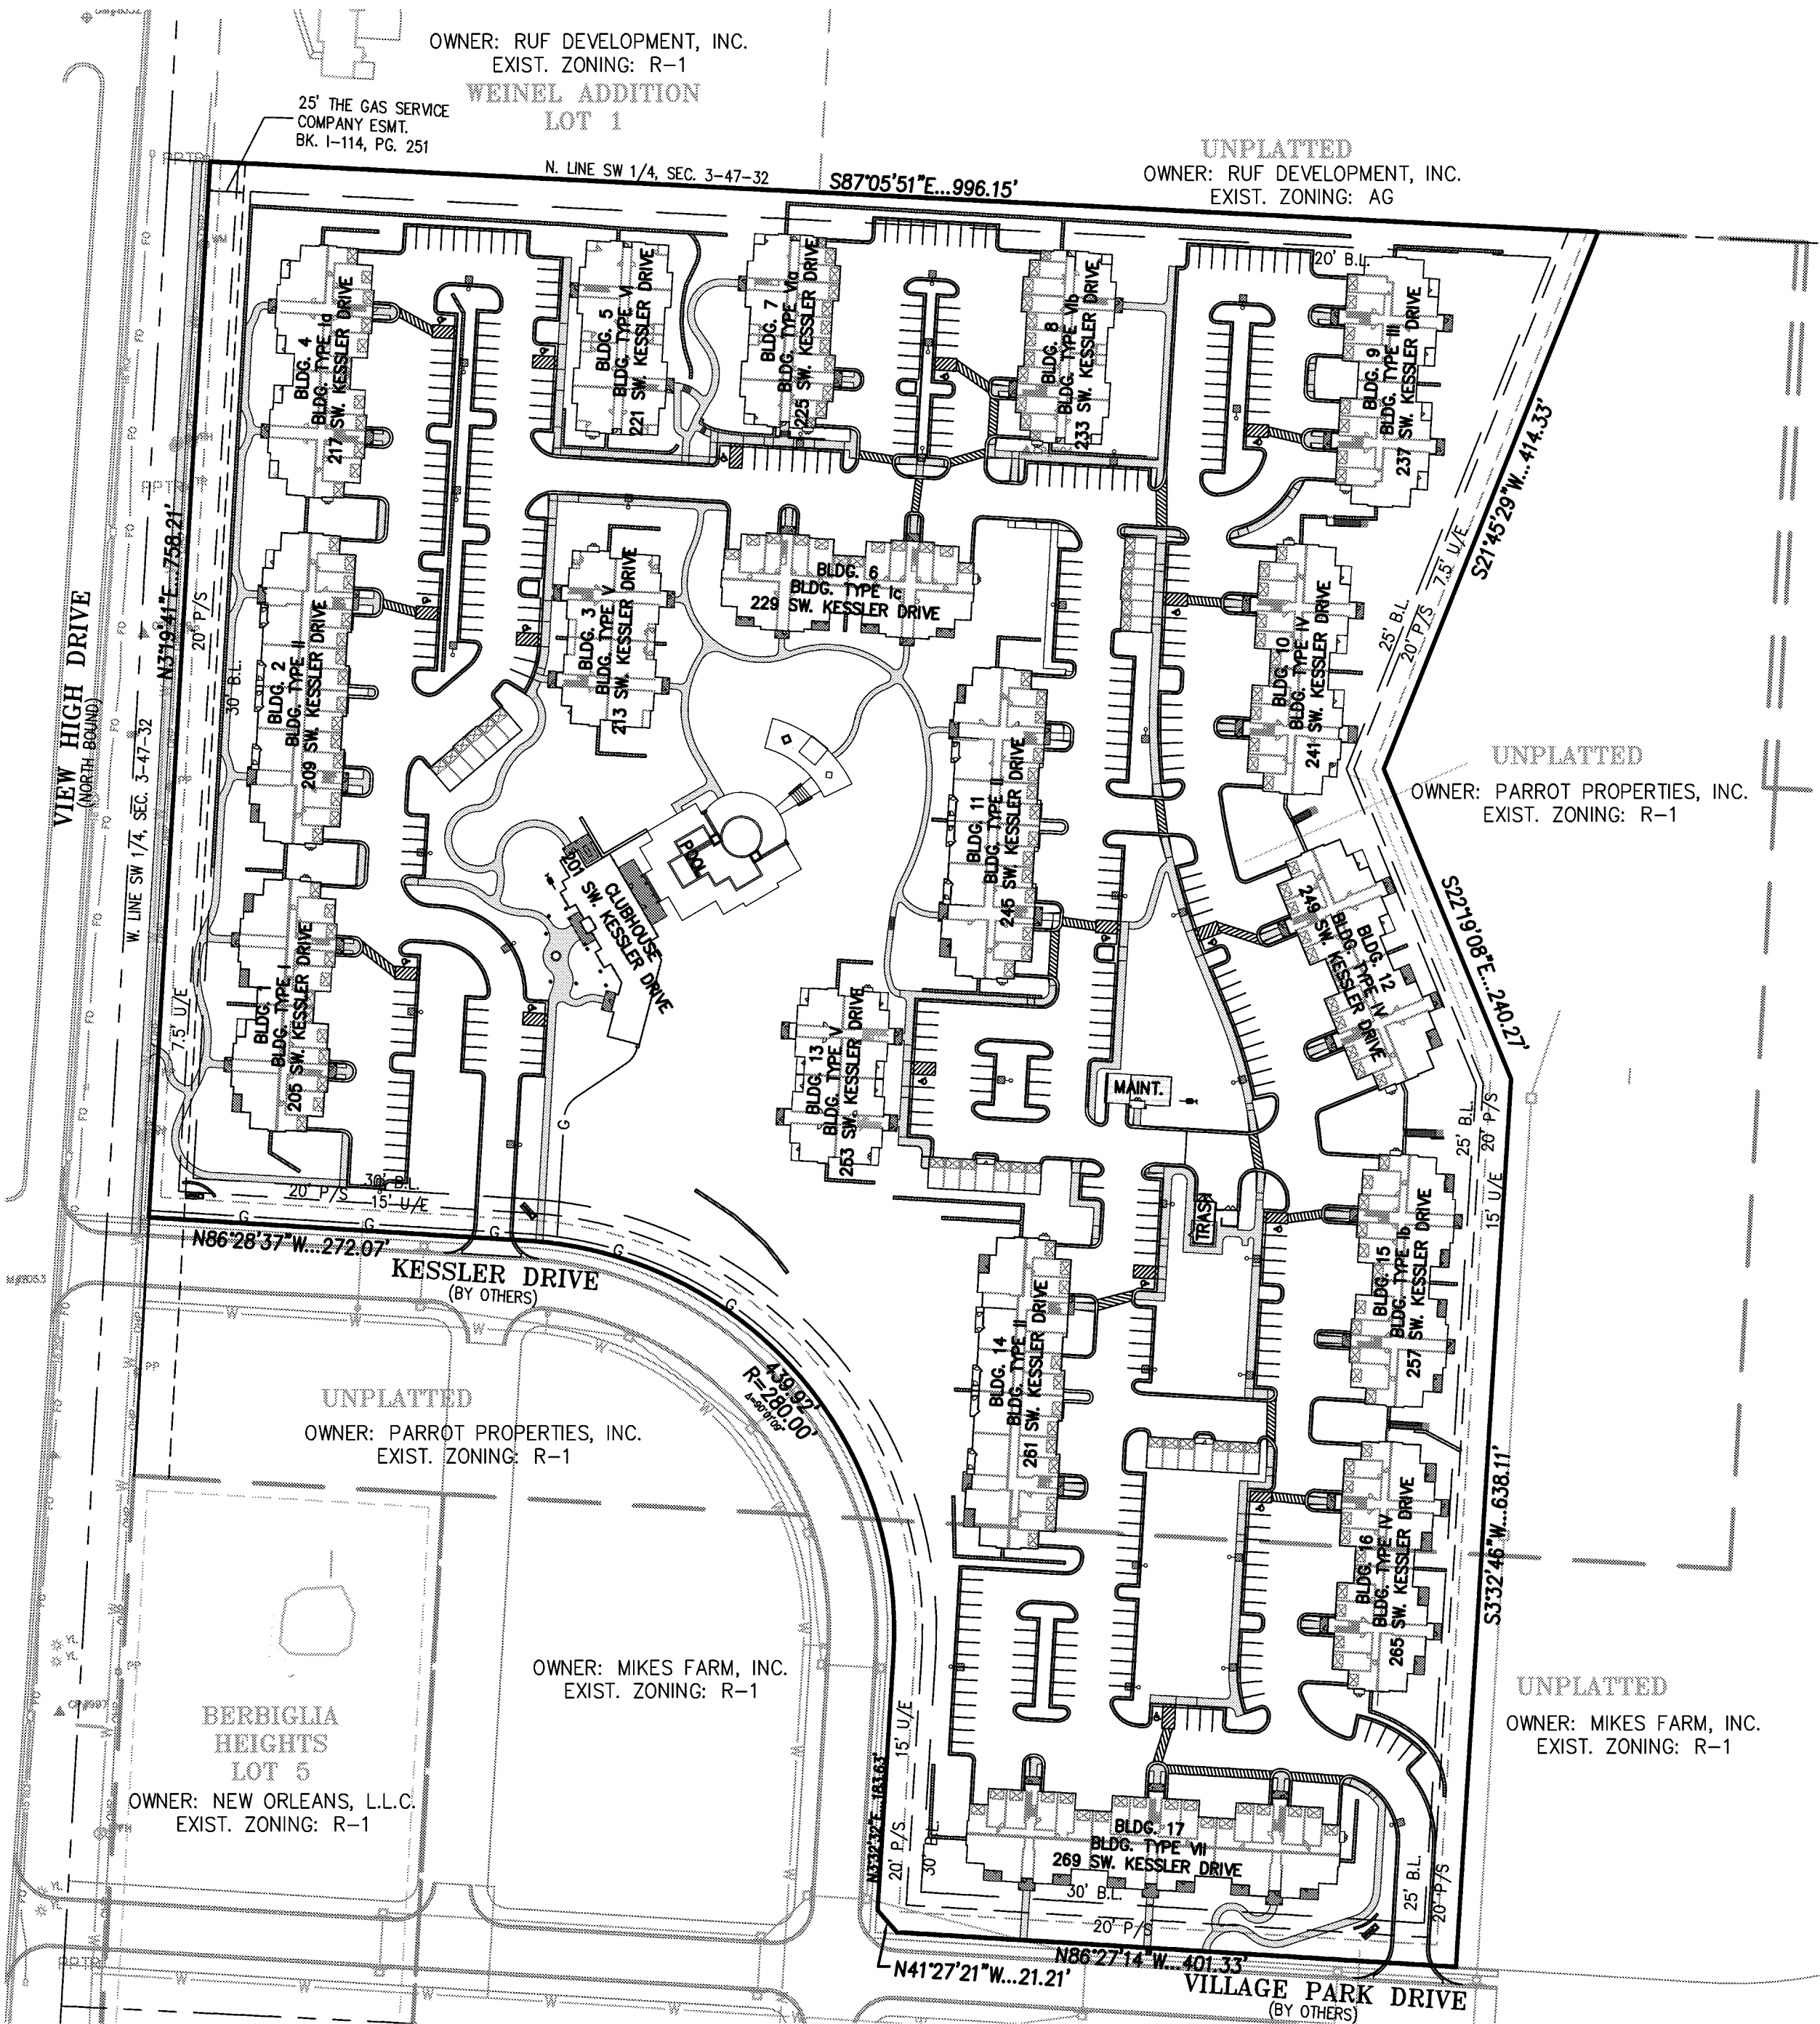 OWNER: RUF DEVELOPMENT, INC.
EXIST. ZONING: R-1
WEINEL ADDITION
LOT 1
25' THE GAS SERVICE
COMPANY ESMT.
BK. I-114, PG. 251
UNPLATTED
OWNER: RUF DEVELOPMENT, INC.
EXIST. ZONING: AG
N. LINE SW 1/4, SEC. 3-47-32
S87°05'51"E...996.15'
20' B.L.
BLDG. 4
BLDG. TYPE Ia
217 SW. KESSLER DRIVE
BLDG. 5
BLDG. TYPE VI
221 SW. KESSLER DRIVE
BLDG. 7
BLDG. TYPE VIa
225 SW. KESSLER DRIVE
BLDG. 8
BLDG. TYPE VIb
233 SW. KESSLER DRIVE
BLDG. 9
BLDG. TYPE III
237 SW. KESSLER DRIVE
S21°45'29"W...414.33'
7.5' U/E
25' B.L.
20' P/S
VIEW HIGH DRIVE
(NORTH BOUND)
W. LINE SW 1/4, SEC. 3-47-32
N3°19'41"E...758.21'
20' P/S
30' B.L.
BLDG. 2
BLDG. TYPE II
209 SW. KESSLER DRIVE
BLDG. 3
BLDG. TYPE V
213 SW. KESSLER DRIVE
BLDG. 6
BLDG. TYPE Ic
229 SW. KESSLER DRIVE
BLDG. 10
BLDG. TYPE IV
241 SW. KESSLER DRIVE
BLDG. 11
BLDG. TYPE II
245 SW. KESSLER DRIVE
UNPLATTED
OWNER: PARROT PROPERTIES, INC.
EXIST. ZONING: R-1
POOL
CLUBHOUSE
201 SW. KESSLER DRIVE
BLDG. 12
BLDG. TYPE IV
249 SW. KESSLER DRIVE
S22°19'08"E...240.27'
BLDG. 1
BLDG. TYPE I
205 SW. KESSLER DRIVE
7.5' U/E
BLDG. 13
BLDG. TYPE V
253 SW. KESSLER DRIVE
MAINT.
25' B.L.
20' P/S
15' U/E
20' P/S
30' B.L.
15' U/E
TRASH
N86°28'37"W...272.07'
KESSLER DRIVE
(BY OTHERS)
BLDG. 14
BLDG. TYPE II
261 SW. KESSLER DRIVE
BLDG. 15
BLDG. TYPE Ib
257 SW. KESSLER DRIVE
439.92'
R=280.00'
Δ=90°01'09"
UNPLATTED
OWNER: PARROT PROPERTIES, INC.
EXIST. ZONING: R-1
BLDG. 16
BLDG. TYPE IV
265 SW. KESSLER DRIVE
S3°32'46"W...638.11'
OWNER: MIKES FARM, INC.
EXIST. ZONING: R-1
BERBIGLIA
HEIGHTS
LOT 5
OWNER: NEW ORLEANS, L.L.C.
EXIST. ZONING: R-1
UNPLATTED
OWNER: MIKES FARM, INC.
EXIST. ZONING: R-1
N3°32'32"E...183.63'
15' U/E
20' P/S
30' B.L.
BLDG. 17
BLDG. TYPE VII
269 SW. KESSLER DRIVE
30' B.L.
20' P/S
25' B.L.
20' P/S
N86°27'14"W...401.33'
N41°27'21"W...21.21'
VILLAGE PARK DRIVE
(BY OTHERS)